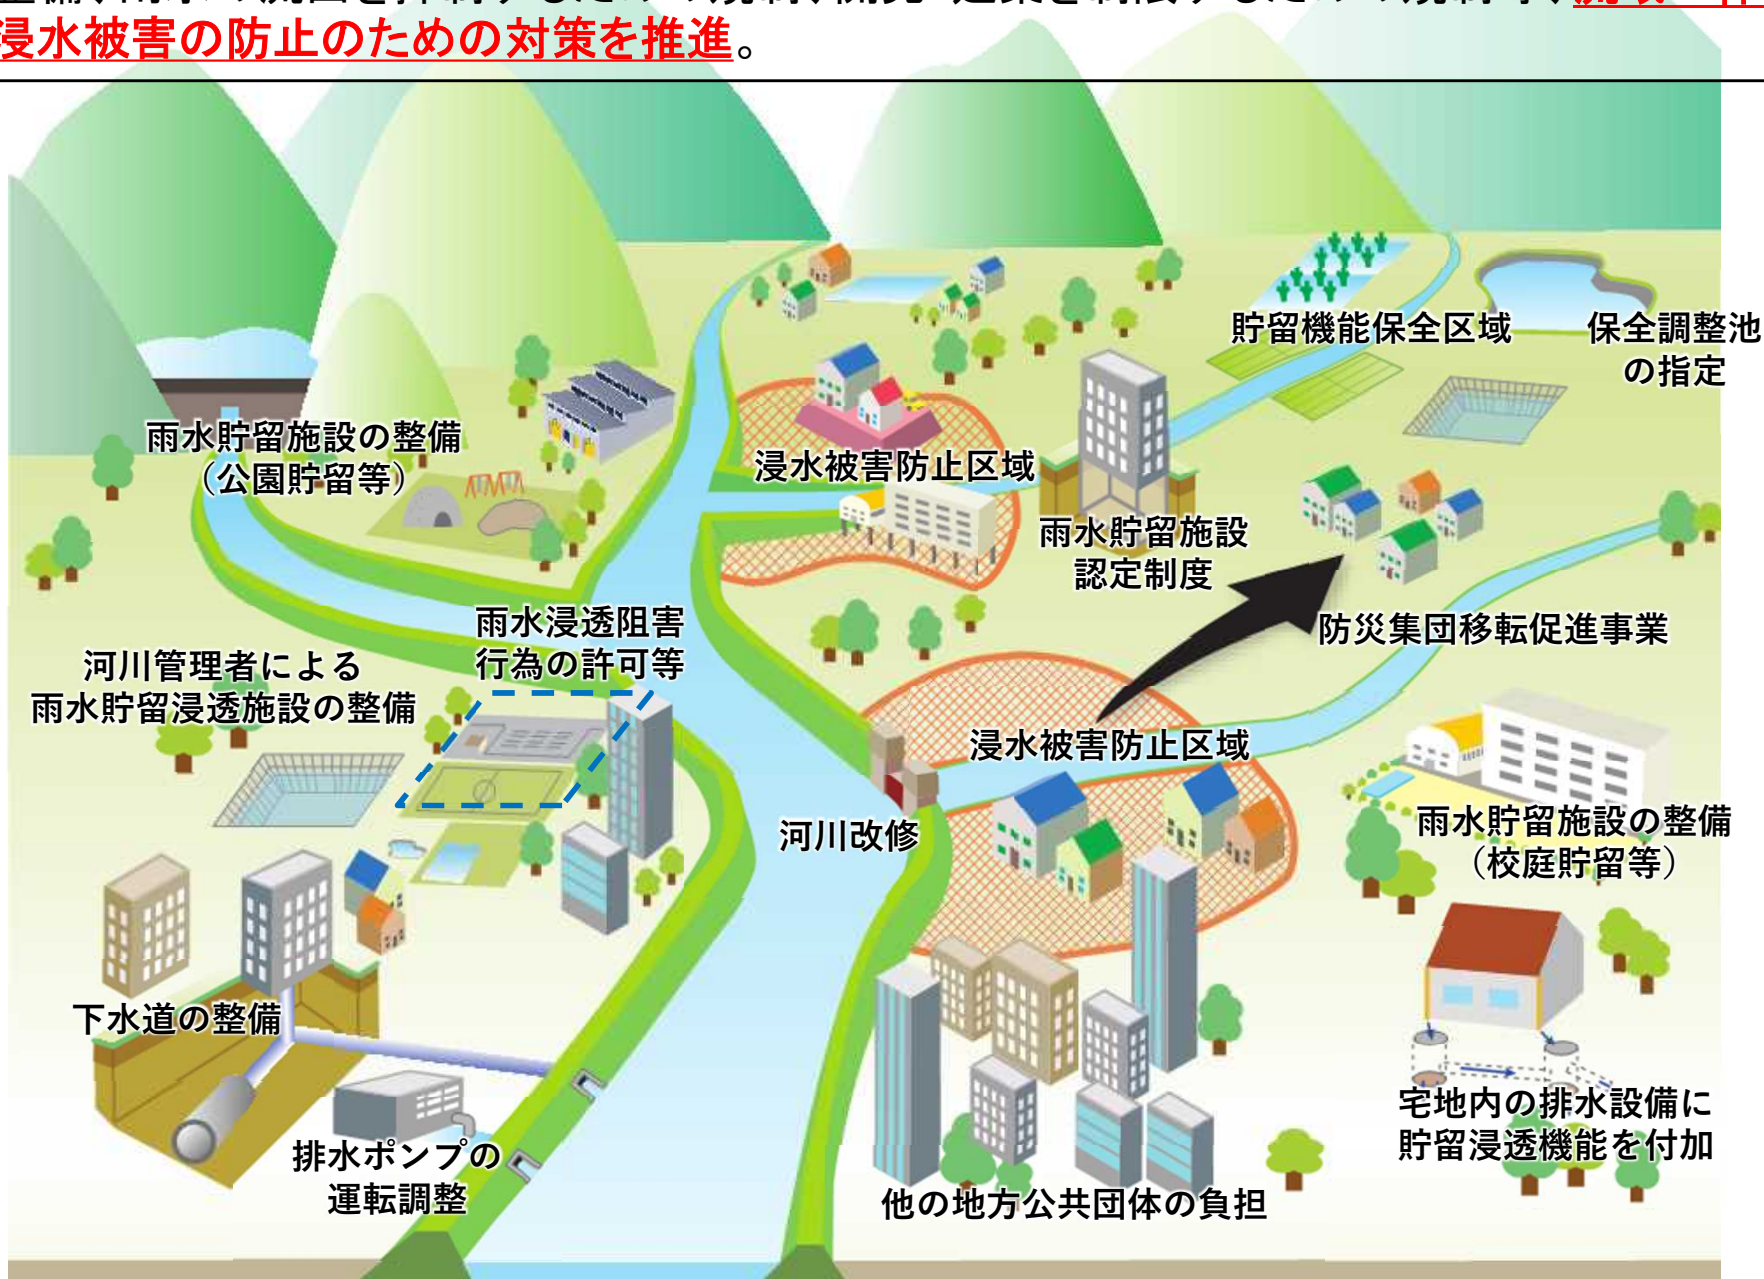 浸水被害の防止のための対策を推進。
貯留機能保全区域
保全調整池
の指定
雨水貯留施設の整備
（公園貯留等）
浸水被害防止区域
雨水貯留施設
認定制度
防災集団移転促進事業
雨水浸透阻害
行為の許可等
河川管理者による
雨水貯留浸透施設の整備
浸水被害防止区域
河川改修
雨水貯留施設の整備
（校庭貯留等）
下水道の整備
宅地内の排水設備に
貯留浸透機能を付加
排水ポンプの
運転調整
他の地方公共団体の負担